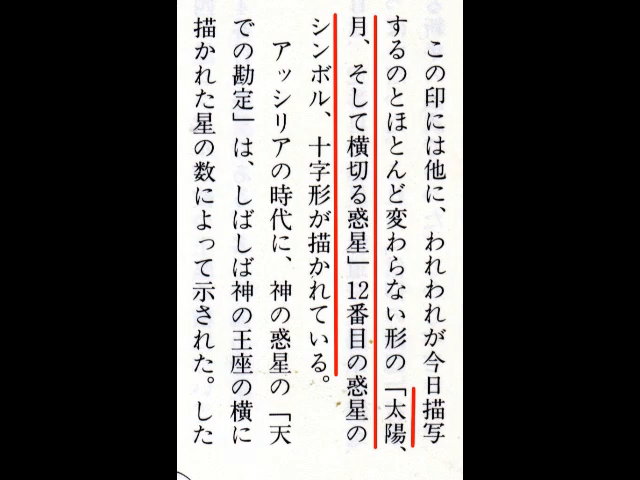 この印には他に、われわれが今日描写
するのとほとんど変わらない形の「太陽、
月、そして横切る惑星」12番目の惑星の
シンボル、十字形が描かれている。
アッシリアの時代に、神の惑星の「天
での勘定」は、しばしば神の王座の横に
描かれた星の数によって示された。した